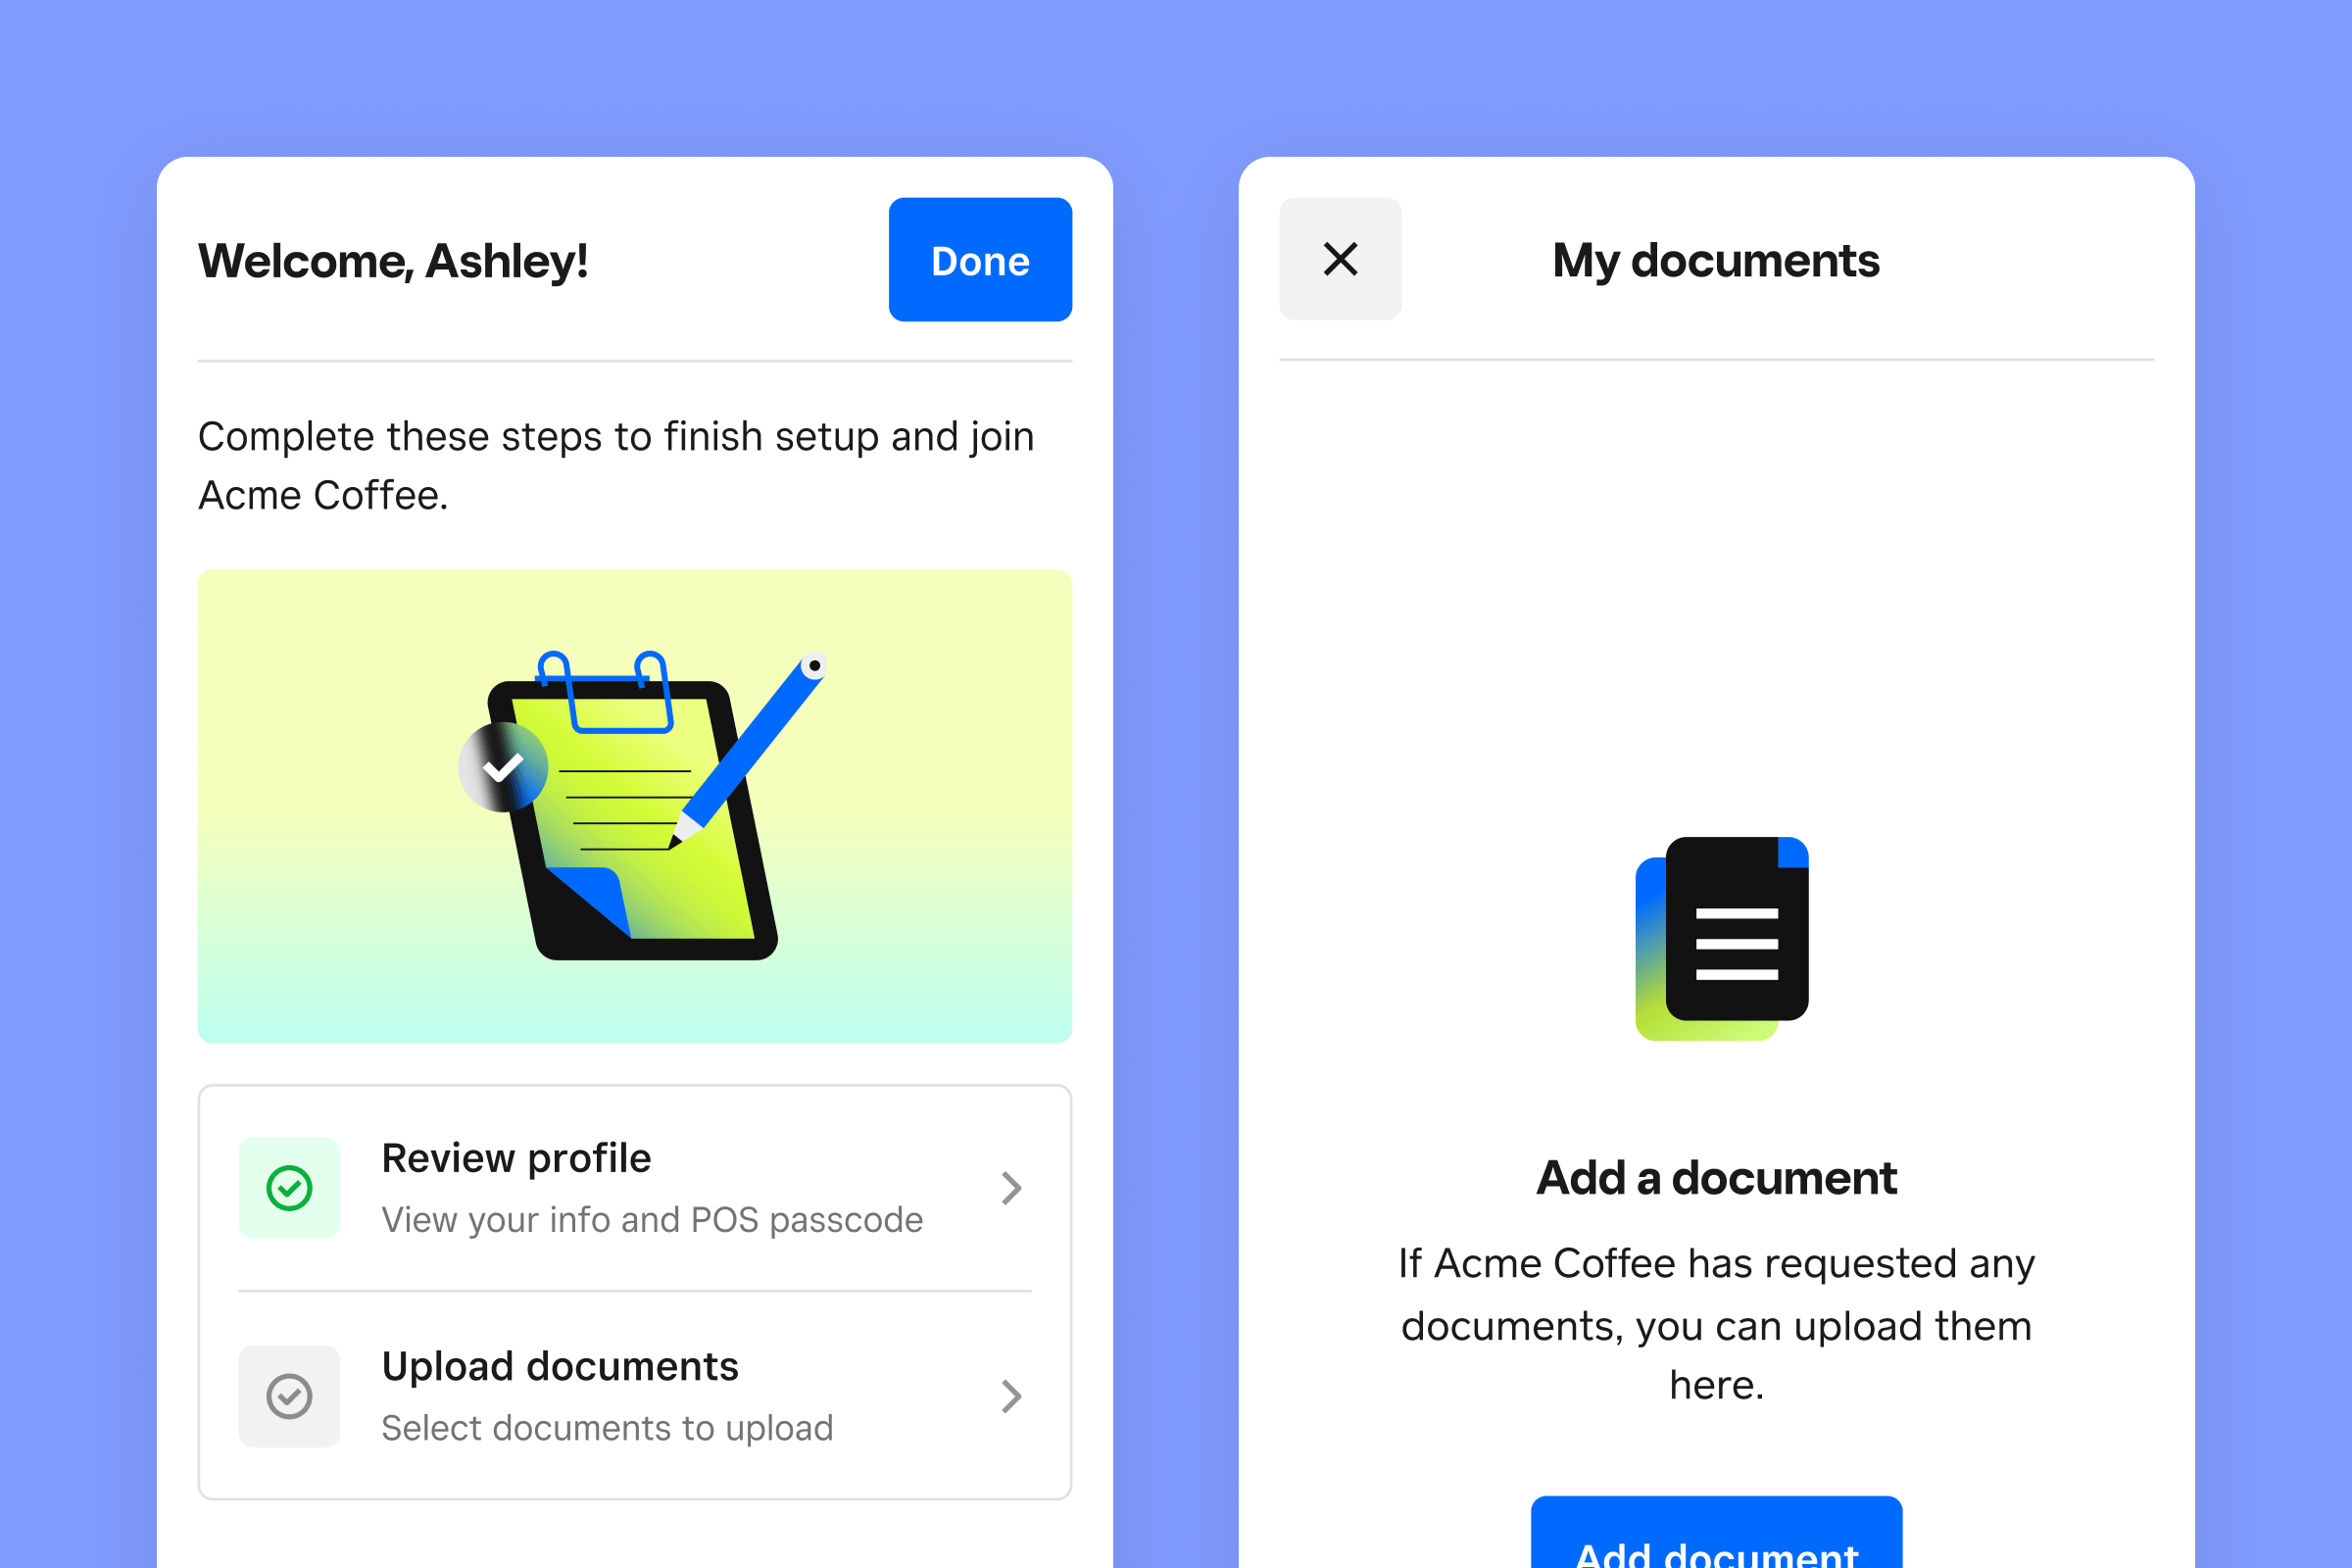 Welcome, Ashley!
Done
Complete these steps to finish setup and join
Acme Coffee.
Review profile
View your info and POS passcode
Upload documents
Select documents to upload
My documents
Add a document
If Acme Coffee has requested any
documents, you can upload them
here.
Add document